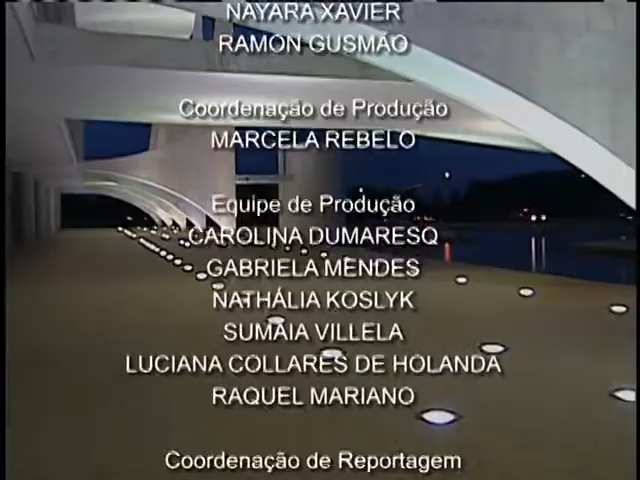 NAYARA XAVIER
RAMON GUSMÃO
Coordenação de Produção
MARCELA REBELO
Equipe de Produção
CAROLINA DUMARESQ
GABRIELA MENDES
NATHÁLIA KOSLYK
SUMAIA VILLELA
LUCIANA COLLARES DE HOLANDA
RAQUEL MARIANO
Coordenação de Reportagem